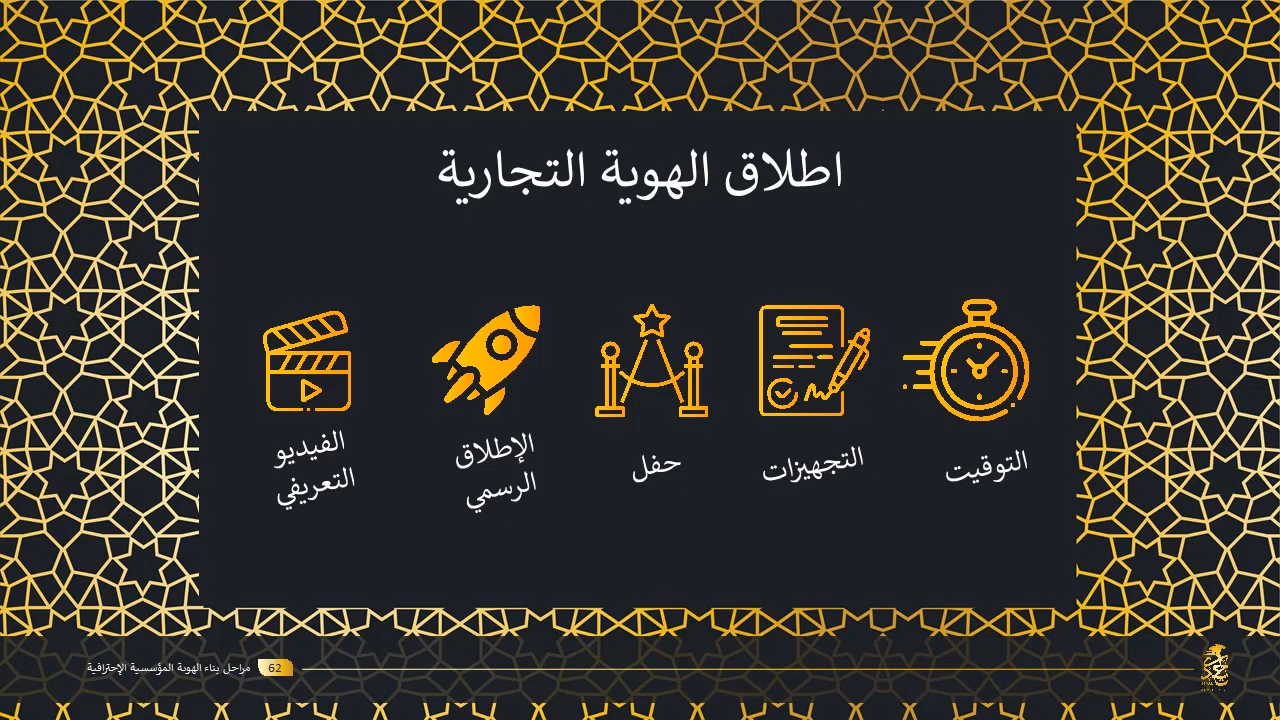 اطلاق الهوية التجارية
التوقيت
التجهيزات
حفل
الإطلاق
الرسمي
الفيديو
التعريفي
62
مراحل بناء الهوية المؤسسية الإحترافية